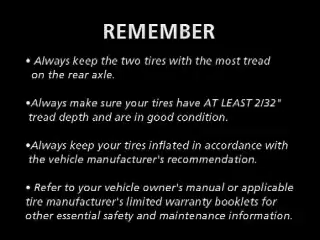 REMEMBER
• Always keep the two tires with the most tread
on the rear axle.
•Always make sure your tires have AT LEAST 2/32"
tread depth and are in good condition.
•Always keep your tires inflated in accordance with
the vehicle manufacturer's recommendation.
• Refer to your vehicle owner's manual or applicable
tire manufacturer's limited warranty booklets for
other essential safety and maintenance information.